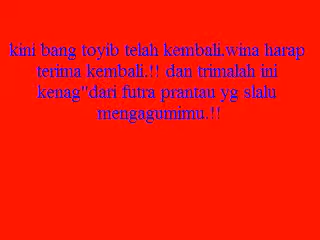 kini bang toyib telah kembali.wina harap
terima kembali.!! dan trimalah ini
kenag"dari futra prantau yg slalu
mengagumimu.!!